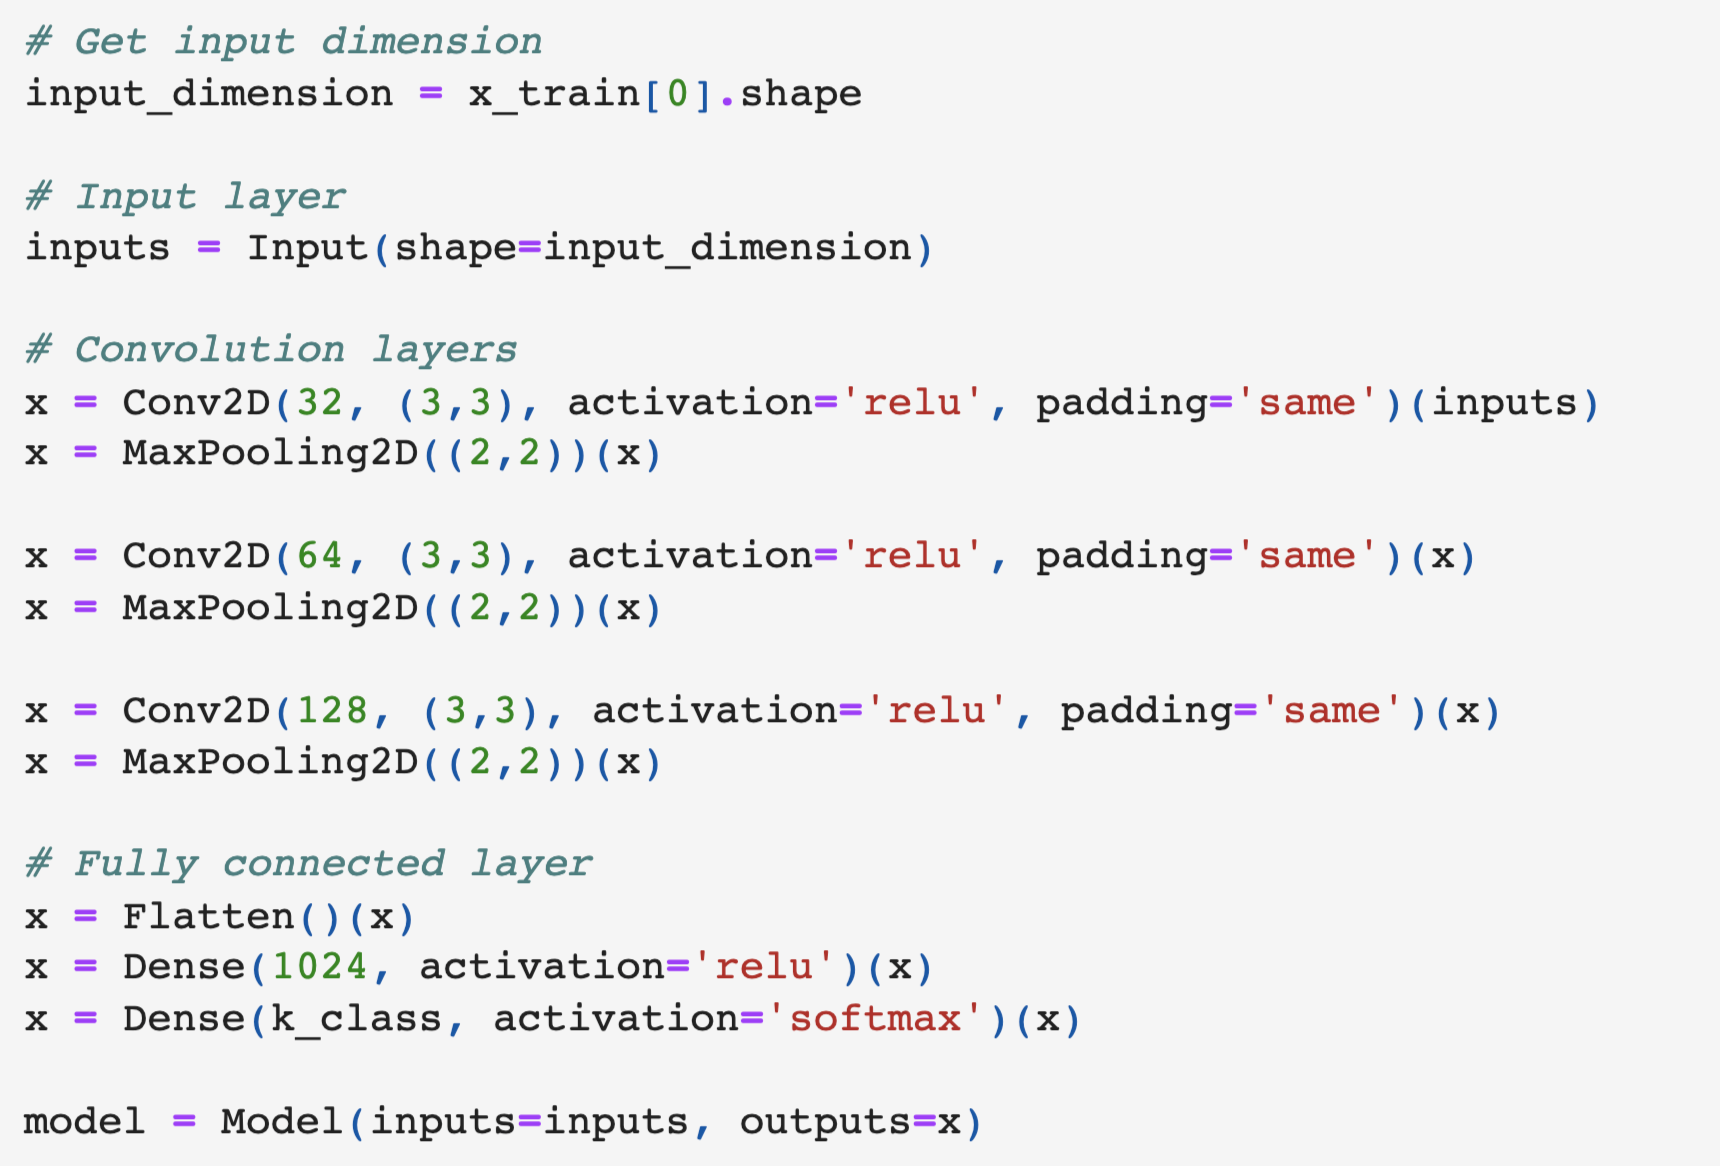 # Get input dimension
input_dimension = x_train[0].shape
# Input layer
inputs = Input(shape=input_dimension)
# Convolution layers
x = Conv2D(32, (3,3), activation='relu', padding='same')(inputs)
x = MaxPooling2D((2,2))(x)
x = Conv2D(64, (3,3), activation='relu', padding='same')(x)
x = MaxPooling2D((2,2))(x)
x = Conv2D(128, (3,3), activation='relu', padding='same')(x)
x = MaxPooling2D((2,2))(x)
# Fully connected layer
x = Flatten()(x)
x = Dense(1024, activation='relu')(x)
x = Dense(k_class, activation='softmax')(x)
model = Model(inputs=inputs, outputs=x)